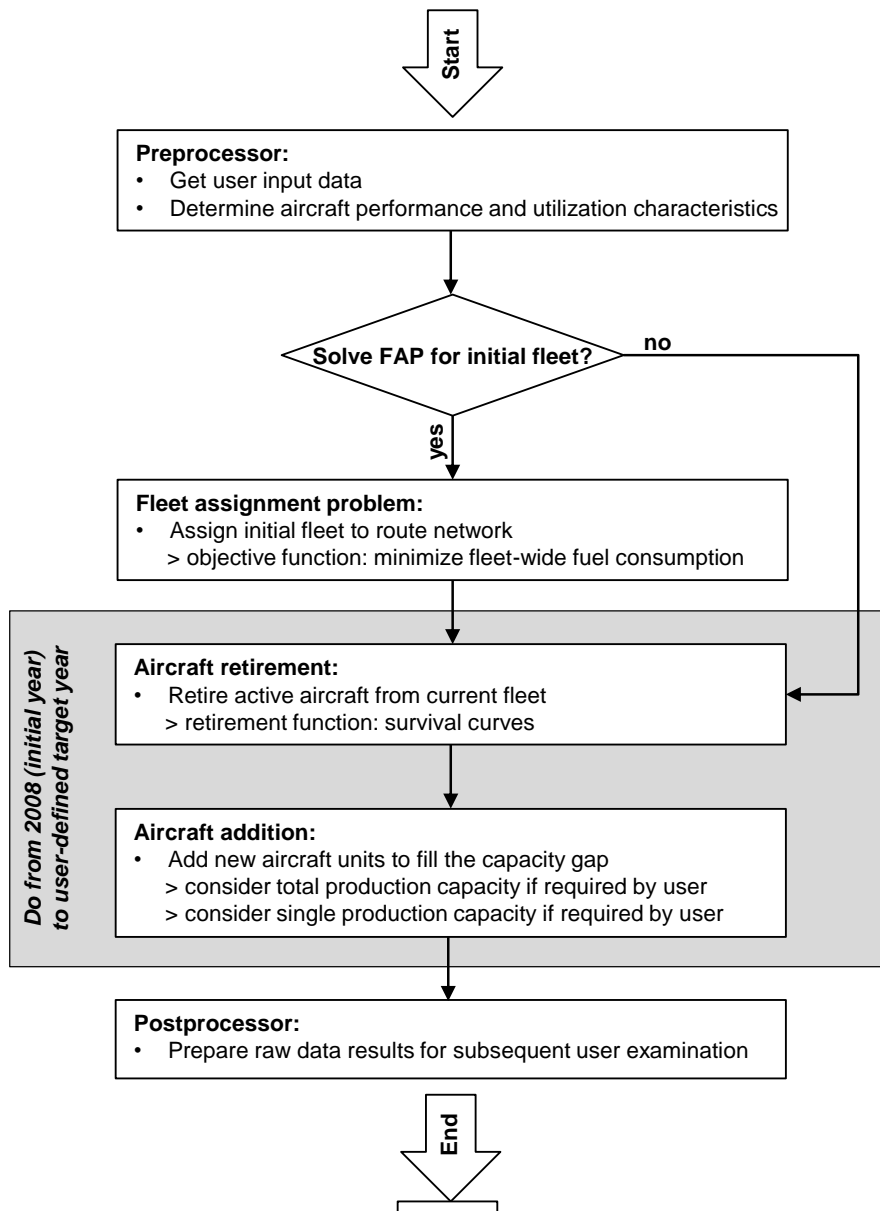 Start
Preprocessor:
• Get user input data
• Determine aircraft performance and utilization characteristics
Solve FAP for initial fleet?
no
yes
Fleet assignment problem:
• Assign initial fleet to route network
> objective function: minimize fleet-wide fuel consumption
Do from 2008 (initial year)
to user-defined target year
Aircraft retirement:
• Retire active aircraft from current fleet
> retirement function: survival curves
Aircraft addition:
• Add new aircraft units to fill the capacity gap
> consider total production capacity if required by user
> consider single production capacity if required by user
Postprocessor:
• Prepare raw data results for subsequent user examination
End